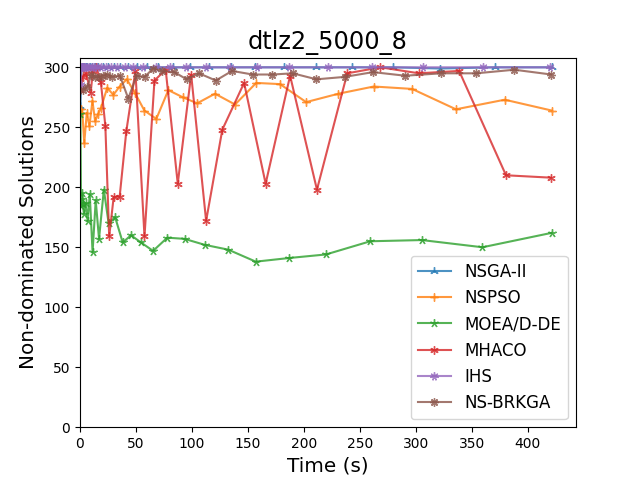 dtlz2_5000_8
Non-dominated Solutions
300
250
200
150
100
50
0
0 50 100 150 200 250 300 350 400
Time (s)
NSGA-II
NSPSO
MOEA/D-DE
MHACO
IHS
NS-BRKGA